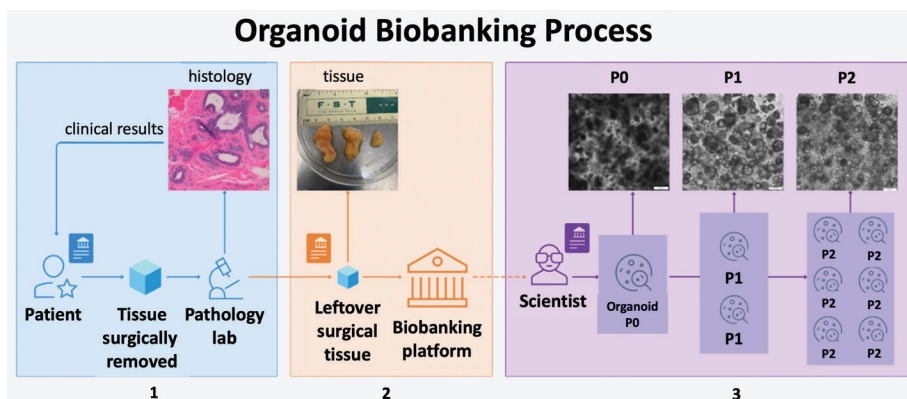 Organoid Biobanking Process
histology
clinical results
Patient
Tissue
surgically
removed
Pathology
lab
1
tissue
F·S·T
Leftover
surgical
tissue
Biobanking
platform
2
P0
P1
P2
Scientist
Organoid
P0
P1
P1
P2 P2
P2 P2
P2 P2
3